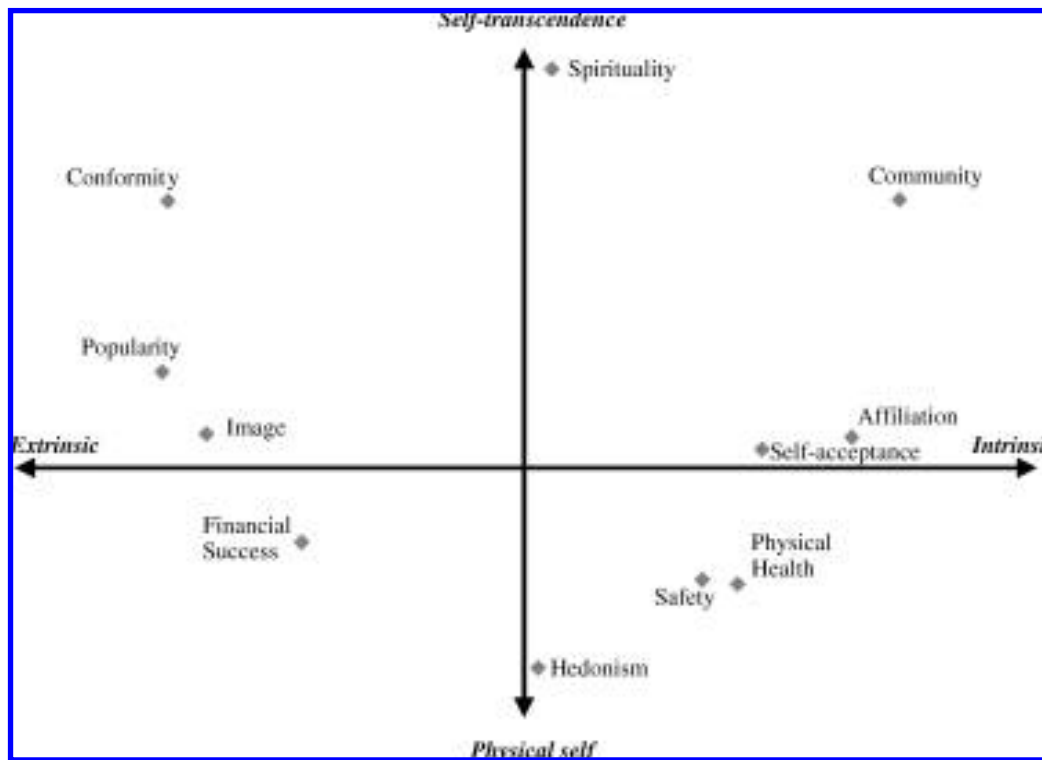 Self-transcendence
Spirituality
Conformity
Community
Popularity
Image
Affiliation
Extrinsic
Self-acceptance
Intrinsi
Financial
Success
Physical
Health
Safety
Hedonism
Physical self